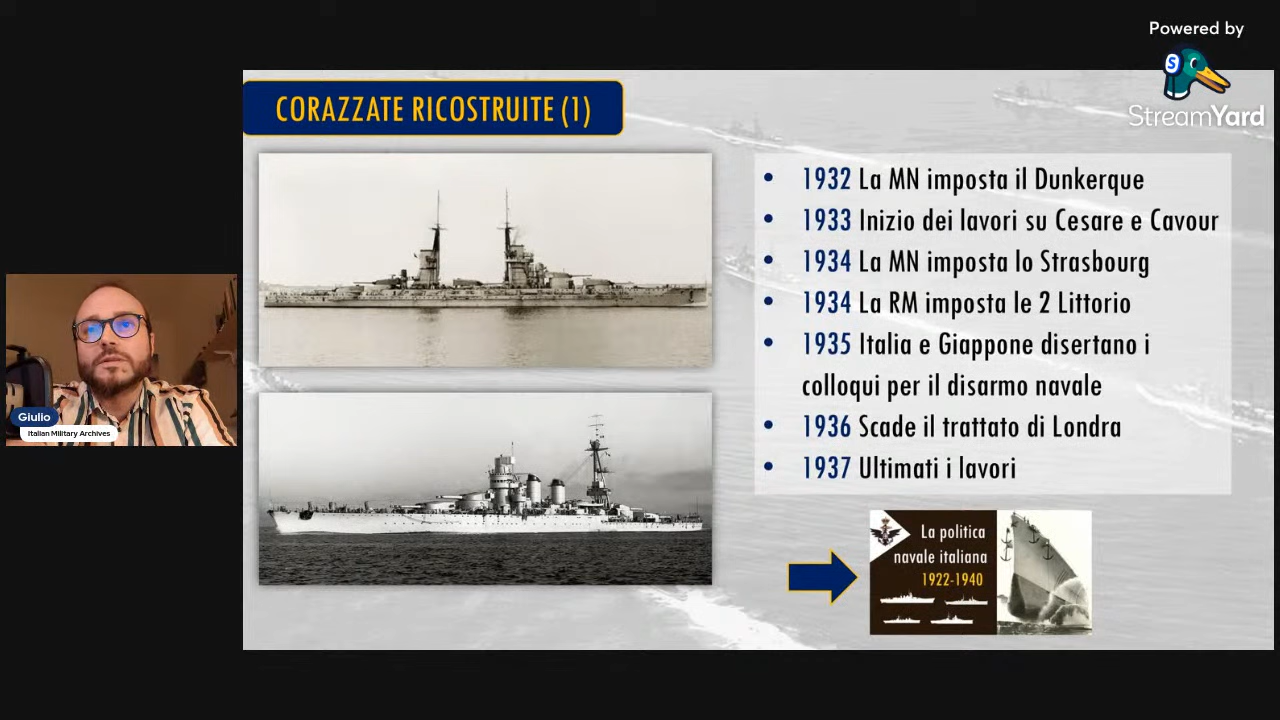 Powered by
S
StreamYard
CORAZZATE RICOSTRUITE (1)
• 1932 La MN imposta il Dunkerque
• 1933 Inizio dei lavori su Cesare e Cavour
• 1934 La MN imposta lo Strasbourg
• 1934 La RM imposta le 2 Littorio
• 1935 Italia e Giappone disertano i
colloqui per il disarmo navale
• 1936 Scade il trattato di Londra
• 1937 Ultimati i lavori
Giulio
Italian Military Archives
La politica
navale italiana
1922-1940